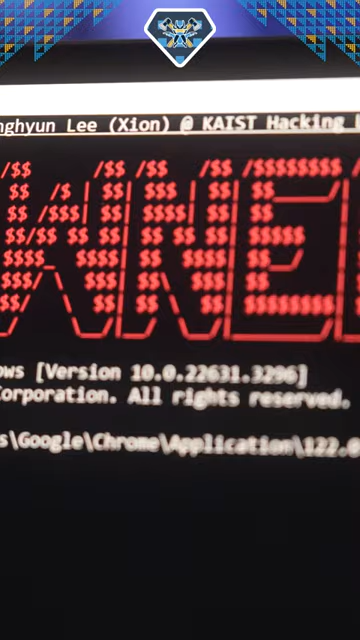 nghyun Lee (Xion) @ KAIST Hacking
WNE
ows [Version 10.0.22631.3296]
Corporation. All rights reserved.
s\Google\Chrome\Application\122.0